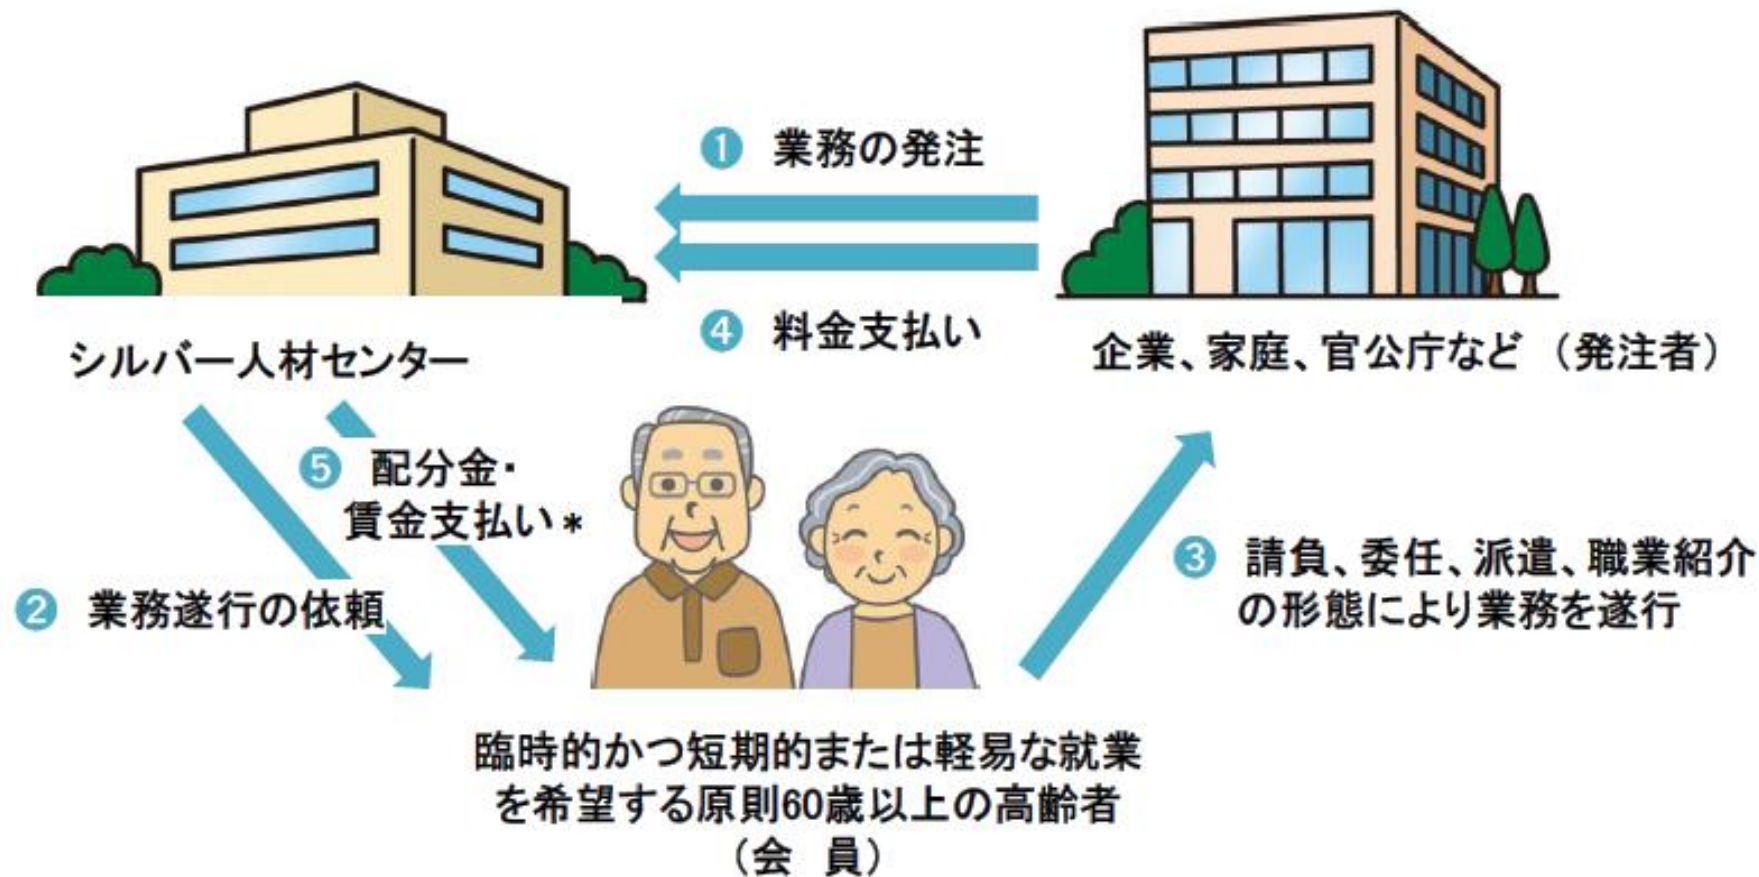 ❶ 業務の発注
❹ 料金支払い
シルバー人材センター
企業、家庭、官公庁など （発注者）
❺ 配分金・
賃金支払い*
❷ 業務遂行の依頼
❸ 請負、委任、派遣、職業紹介
の形態により業務を遂行
臨時的かつ短期的または軽易な就業
を希望する原則60歳以上の高齢者
（会 員）